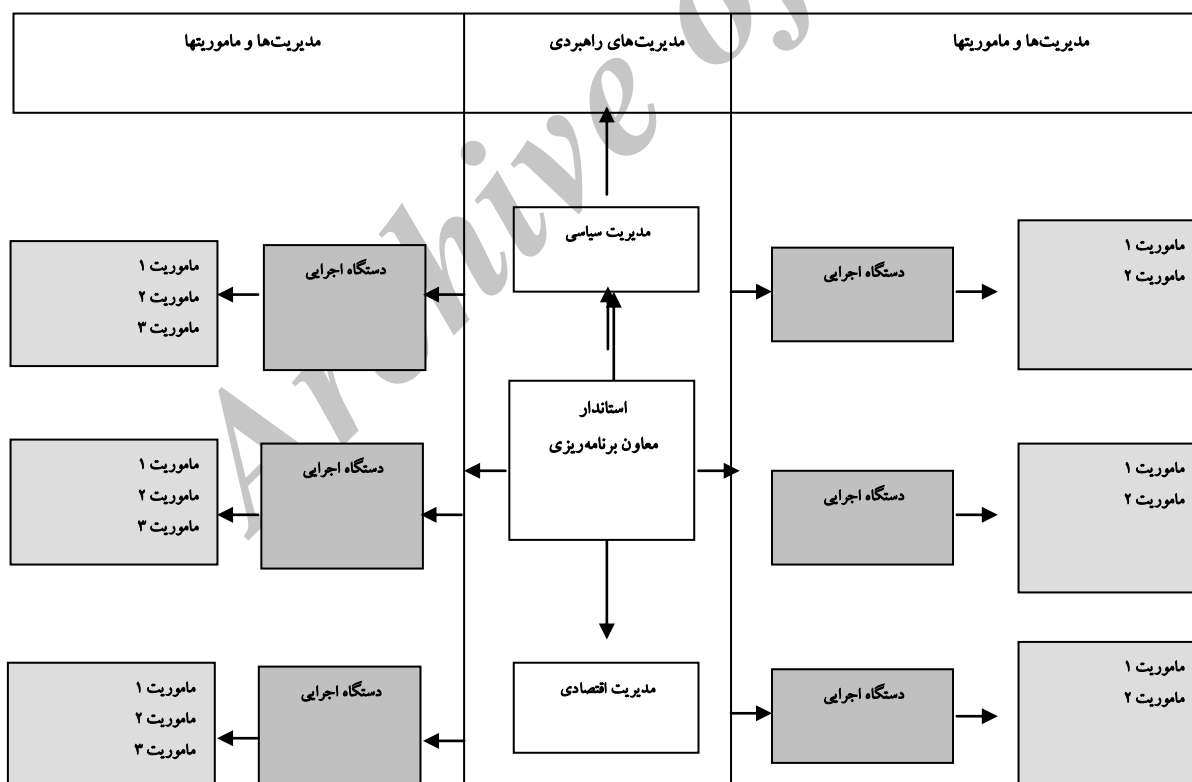 مدیریت‌ها و ماموریتها
مدیریت‌های راهبردی
مدیریت‌ها و ماموریتها
Archive of
مدیریت سیاسی
ماموریت ۱
ماموریت ۲
دستگاه اجرایی
دستگاه اجرایی
ماموریت ۱
ماموریت ۲
ماموریت ۳
استاندار
معاون برنامه‌ریزی
ماموریت ۱
ماموریت ۲
دستگاه اجرایی
دستگاه اجرایی
ماموریت ۱
ماموریت ۲
ماموریت ۳
ماموریت ۱
ماموریت ۲
دستگاه اجرایی
مدیریت اقتصادی
دستگاه اجرایی
ماموریت ۱
ماموریت ۲
ماموریت ۳